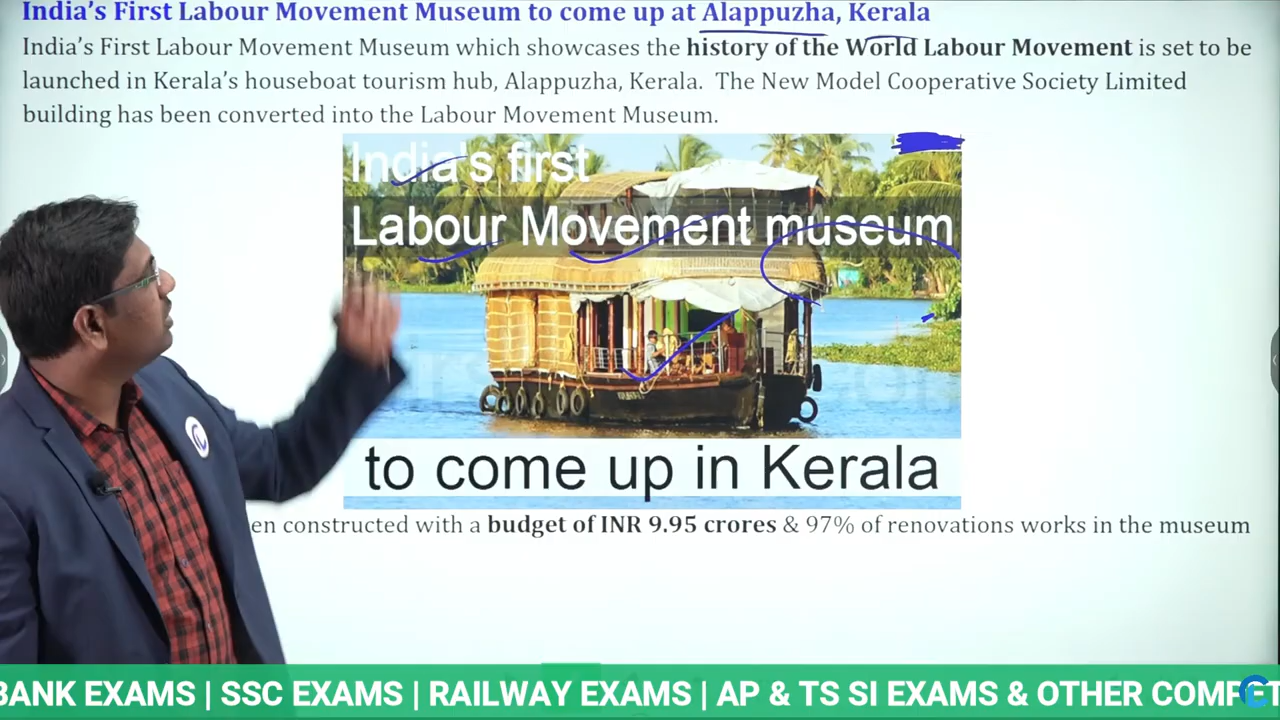 India’s First Labour Movement Museum to come up at Alappuzha, Kerala
India’s First Labour Movement Museum which showcases the history of the World Labour Movement is set to be
launched in Kerala’s houseboat tourism hub, Alappuzha, Kerala. The New Model Cooperative Society Limited
building has been converted into the Labour Movement Museum.
India's first
Labour Movement museum
to come up in Kerala
en constructed with a budget of INR 9.95 crores & 97% of renovations works in the museum
BANK EXAMS | SSC EXAMS | RAILWAY EXAMS | AP & TS SI EXAMS & OTHER COMPET